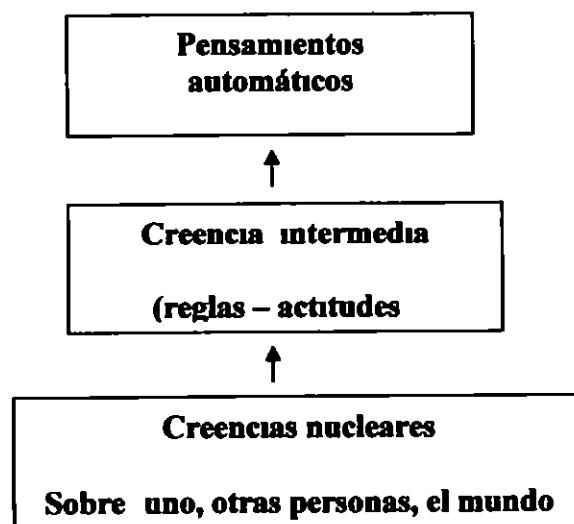 Pensamientos
automáticos
Creencia intermedia
(reglas – actitudes
Creencias nucleares
Sobre uno, otras personas, el mundo